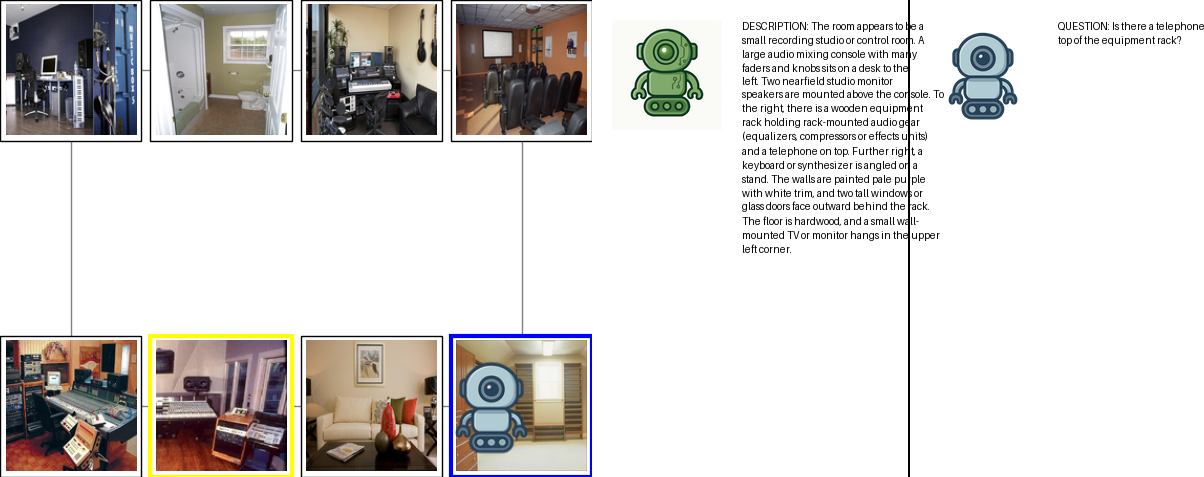 DESCRIPTION: The room appears to be a
small recording studio or control room. A
large audio mixing console with many
faders and knobs sits on a desk to the
left. Two nearfield studio monitor
speakers are mounted above the console. To
the right, there is a wooden equipment
rack holding rack-mounted audio gear
(equalizers, compressors or effects units)
and a telephone on top. Further right, a
keyboard or synthesizer is angled on a
stand. The walls are painted pale purple
with white trim, and two tall windows or
glass doors face outward behind the rack.
The floor is hardwood, and a small wall-
mounted TV or monitor hangs in the upper
left corner.
QUESTION: Is there a telephone
top of the equipment rack?
MUSIC BOX